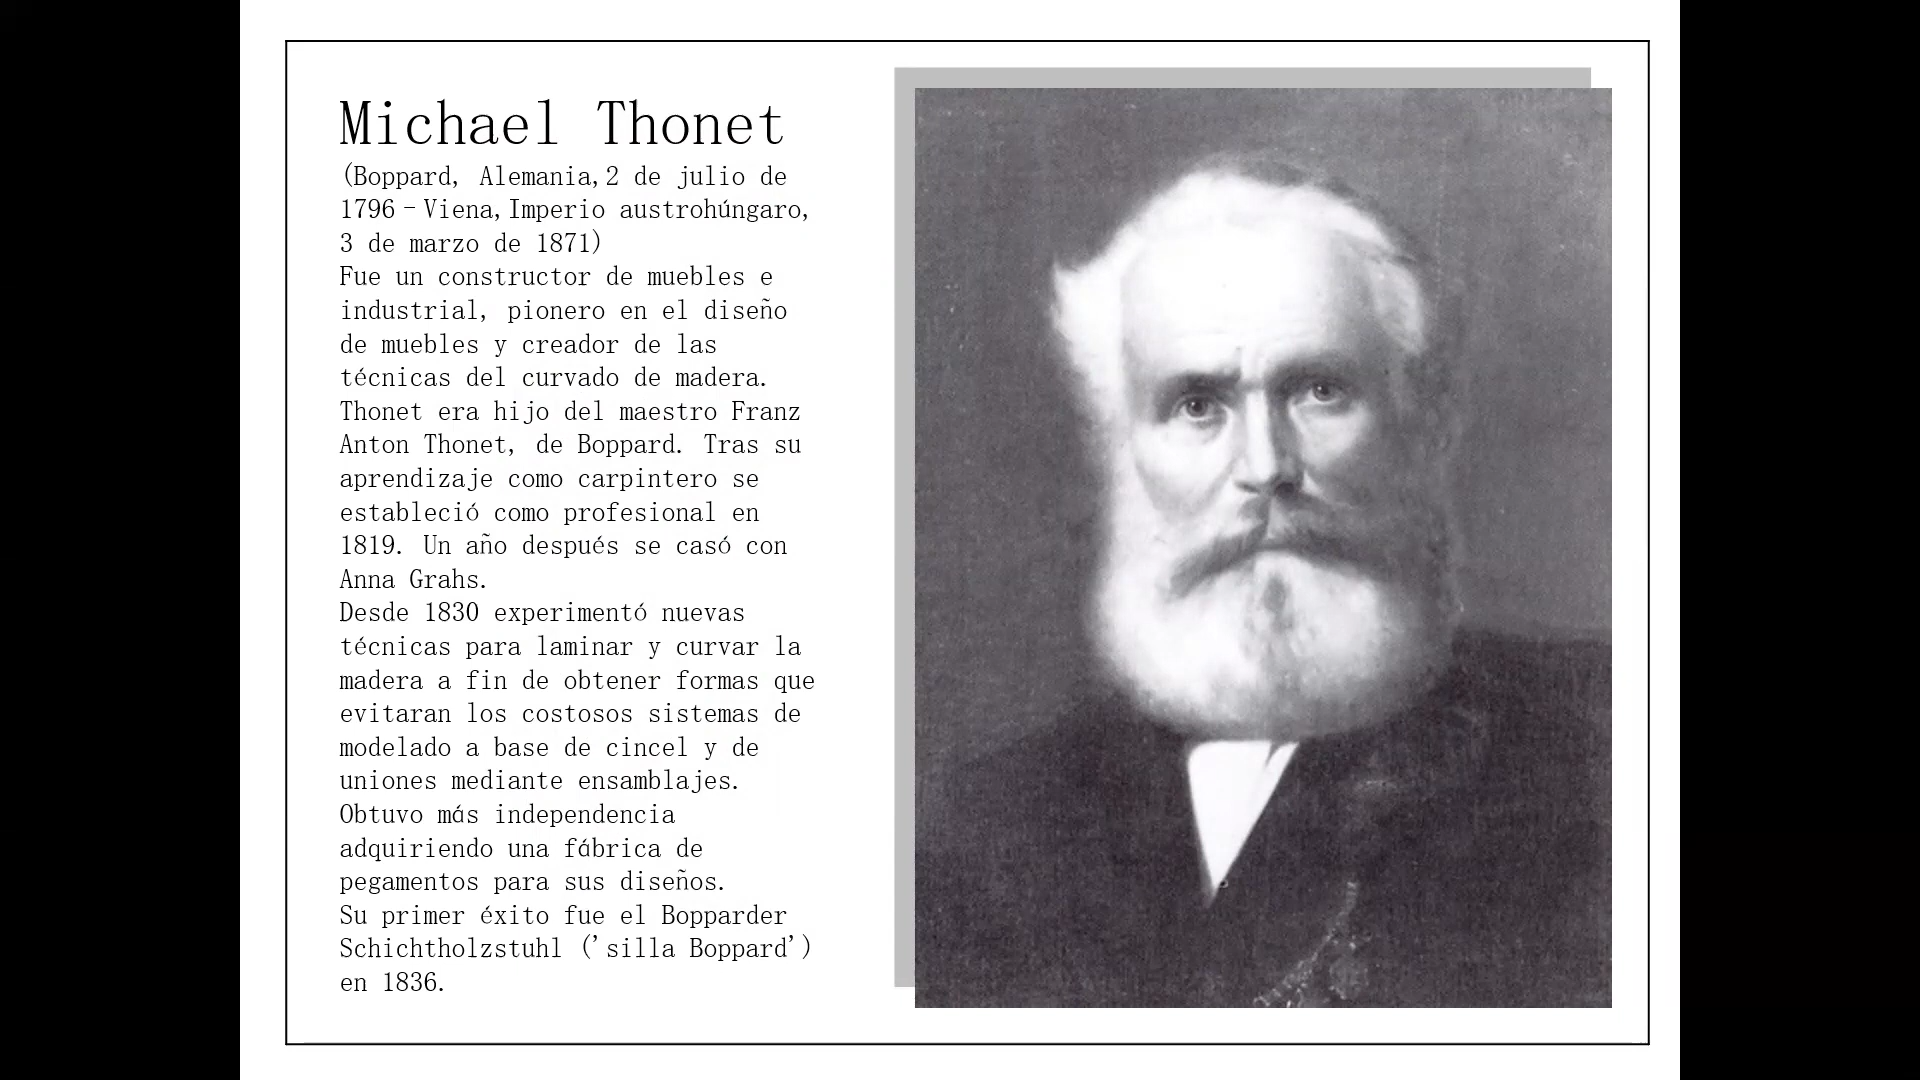 Michael Thonet
(Boppard, Alemania,2 de julio de
1796 – Viena,Imperio austrohúngaro,
3 de marzo de 1871)
Fue un constructor de muebles e
industrial, pionero en el diseño
de muebles y creador de las
técnicas del curvado de madera.
Thonet era hijo del maestro Franz
Anton Thonet, de Boppard. Tras su
aprendizaje como carpintero se
estableció como profesional en
1819. Un año después se casó con
Anna Grahs.
Desde 1830 experimentó nuevas
técnicas para laminar y curvar la
madera a fin de obtener formas que
evitaran los costosos sistemas de
modelado a base de cincel y de
uniones mediante ensamblajes.
Obtuvo más independencia
adquiriendo una fábrica de
pegamentos para sus diseños.
Su primer éxito fue el Bopparder
Schichtholzstuhl (’silla Boppard’)
en 1836.